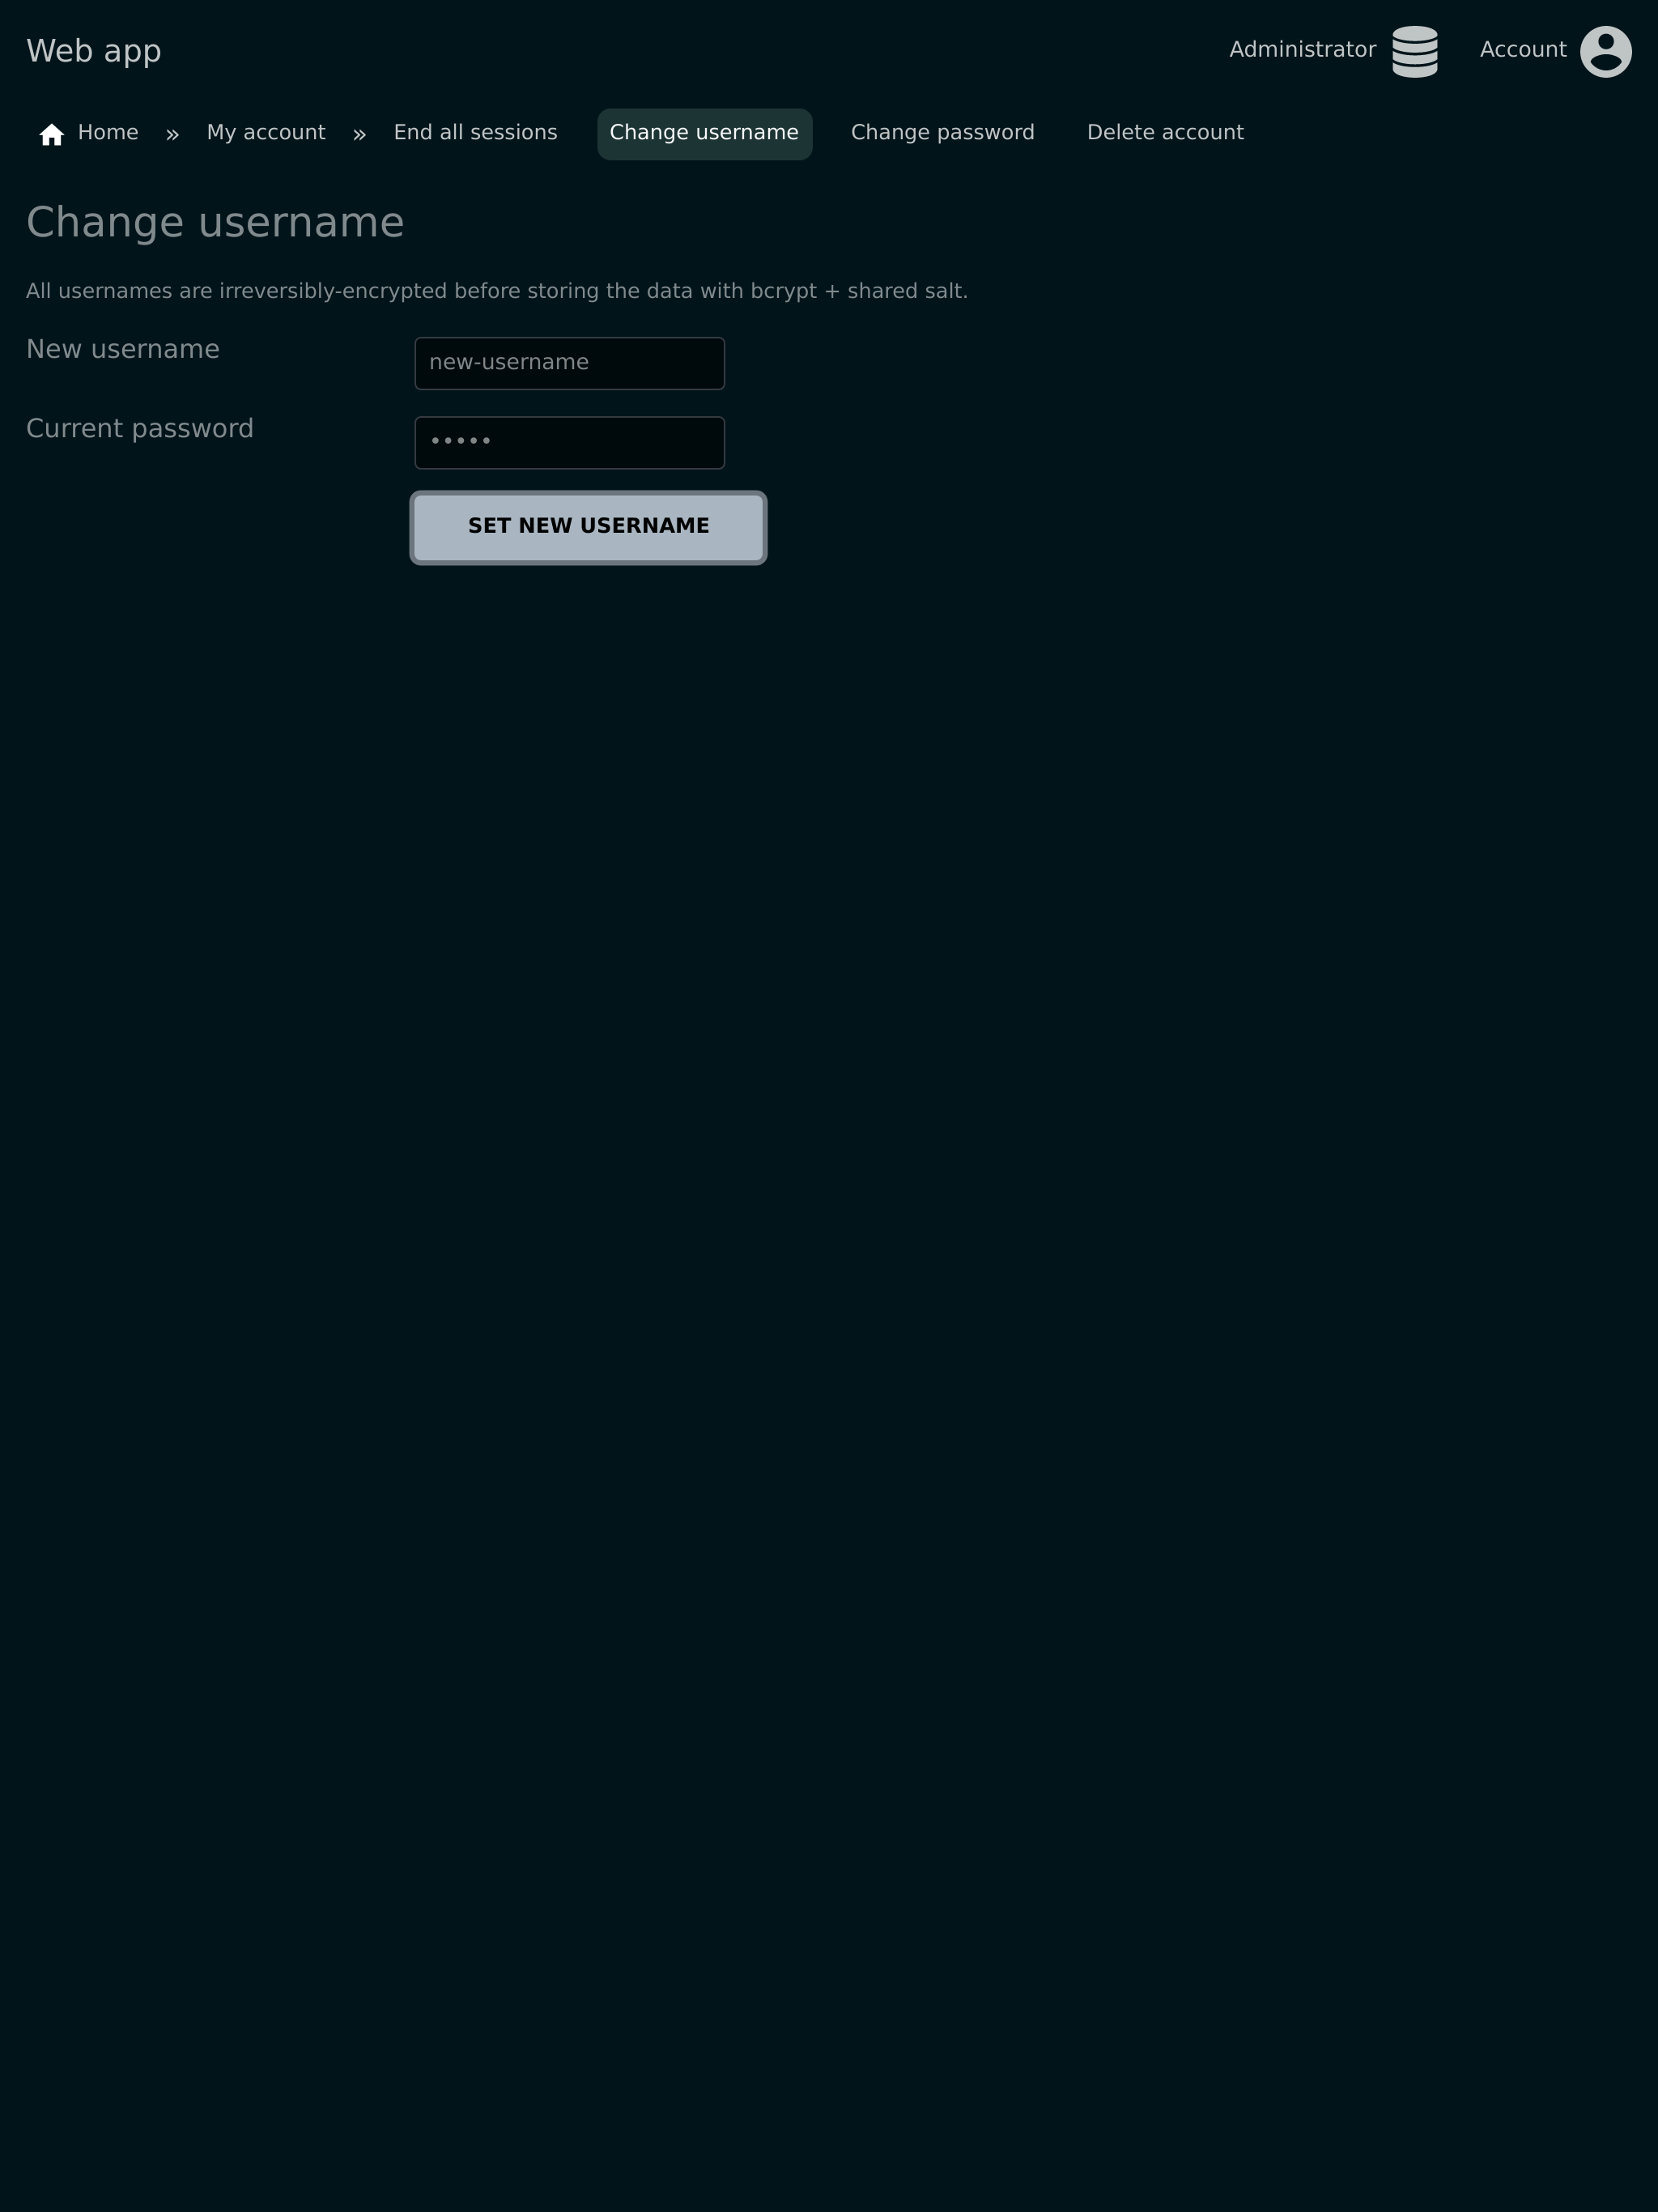 Web app
Administrator
Account
Home » My account » End all sessions Change username Change password Delete account
Change username
All usernames are irreversibly-encrypted before storing the data with bcrypt + shared salt.
New username
new-username
Current password
•••••
SET NEW USERNAME